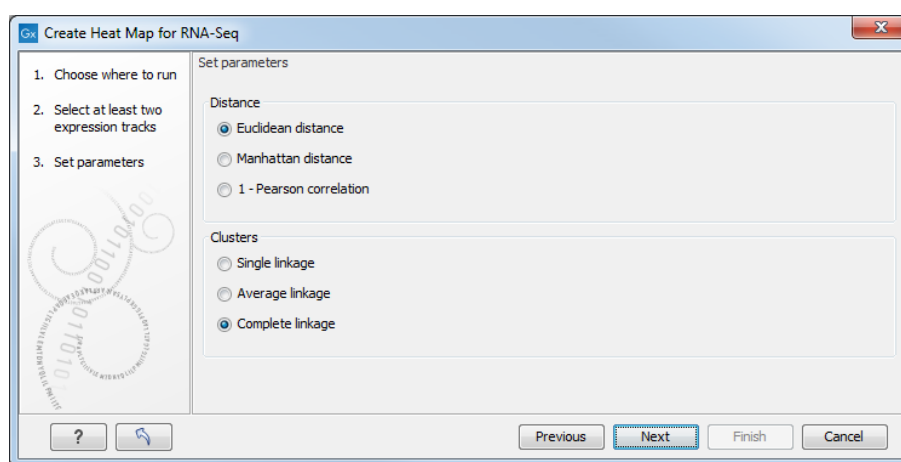 Gx Create Heat Map for RNA-Seq
X
1. Choose where to run
2. Select at least two
expression tracks
3. Set parameters
Set parameters
Distance
Euclidean distance
Manhattan distance
1 - Pearson correlation
Clusters
Single linkage
Average linkage
Complete linkage
? Previous Next Finish Cancel